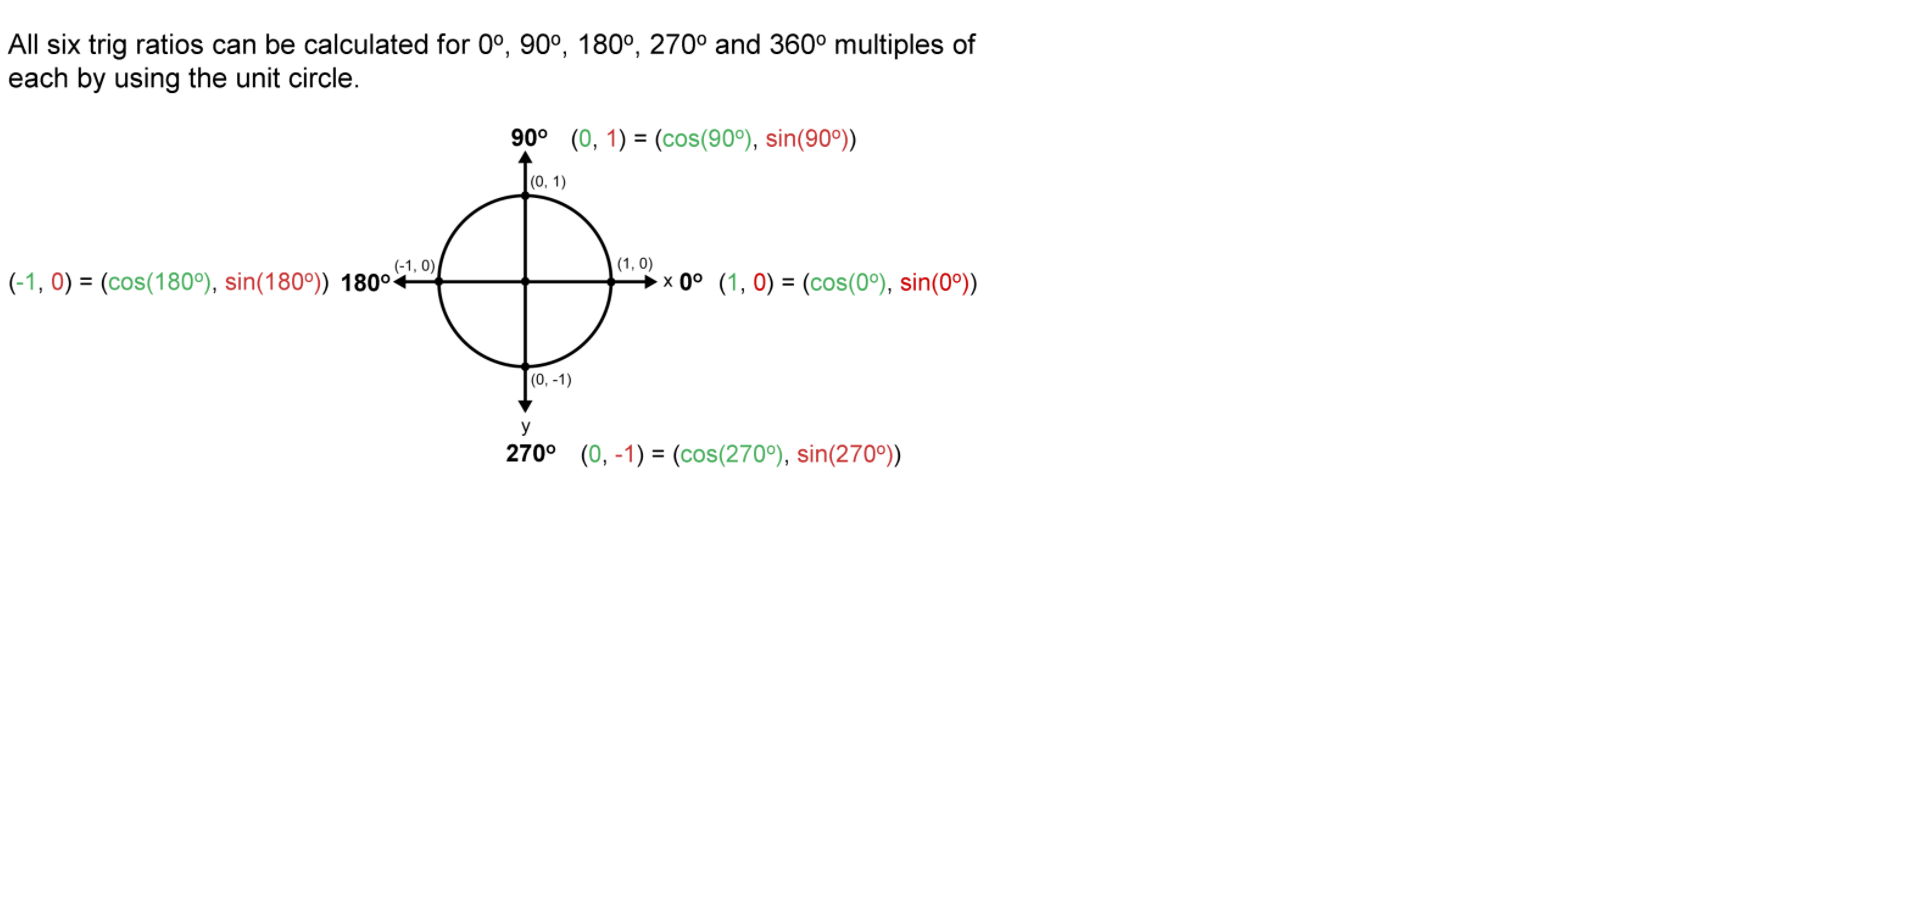 All six trig ratios can be calculated for 0º, 90º, 180º, 270º and 360º multiples of
each by using the unit circle.
90º (0, 1) = (cos(90º), sin(90º))
(0, 1)
(-1, 0) = (cos(180º), sin(180º)) 180º (-1, 0) (1, 0) x 0º (1, 0) = (cos(0º), sin(0º))
(0, -1)
y
270º (0, -1) = (cos(270º), sin(270º))